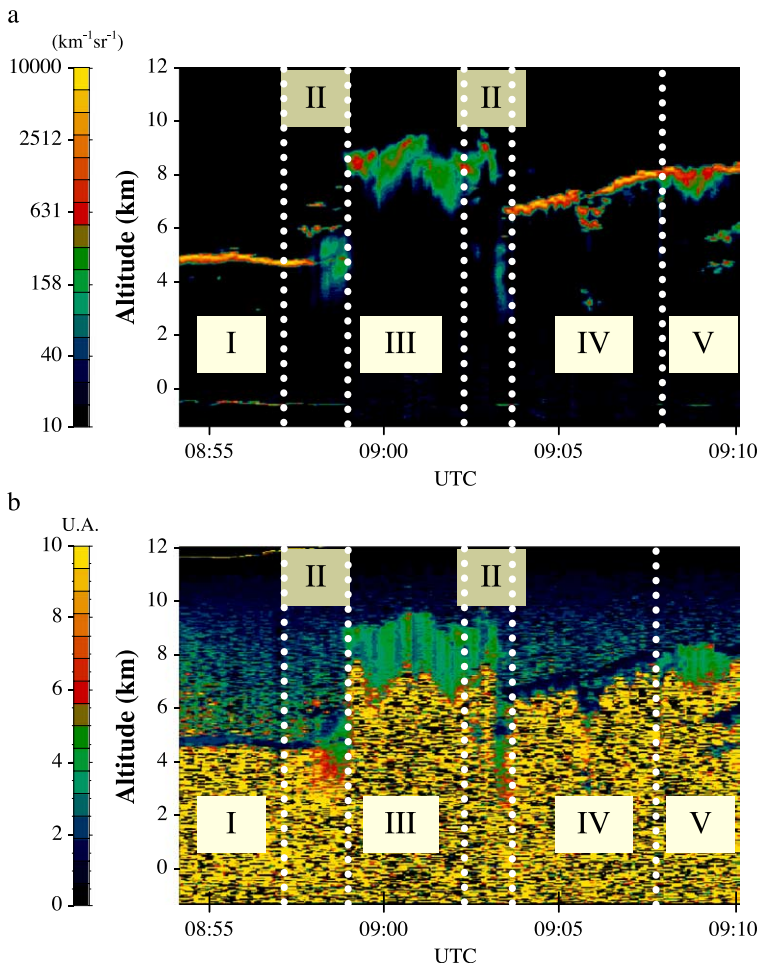 a
(km⁻¹sr⁻¹)
10000
2512
631
158
40
10
Altitude (km)
12
10
8
6
4
2
0
II
II
I
III
IV
V
08:55
09:00
09:05
09:10
UTC
b
U.A.
10
8
6
4
2
0
Altitude (km)
12
10
8
6
4
2
0
II
II
I
III
IV
V
08:55
09:00
09:05
09:10
UTC